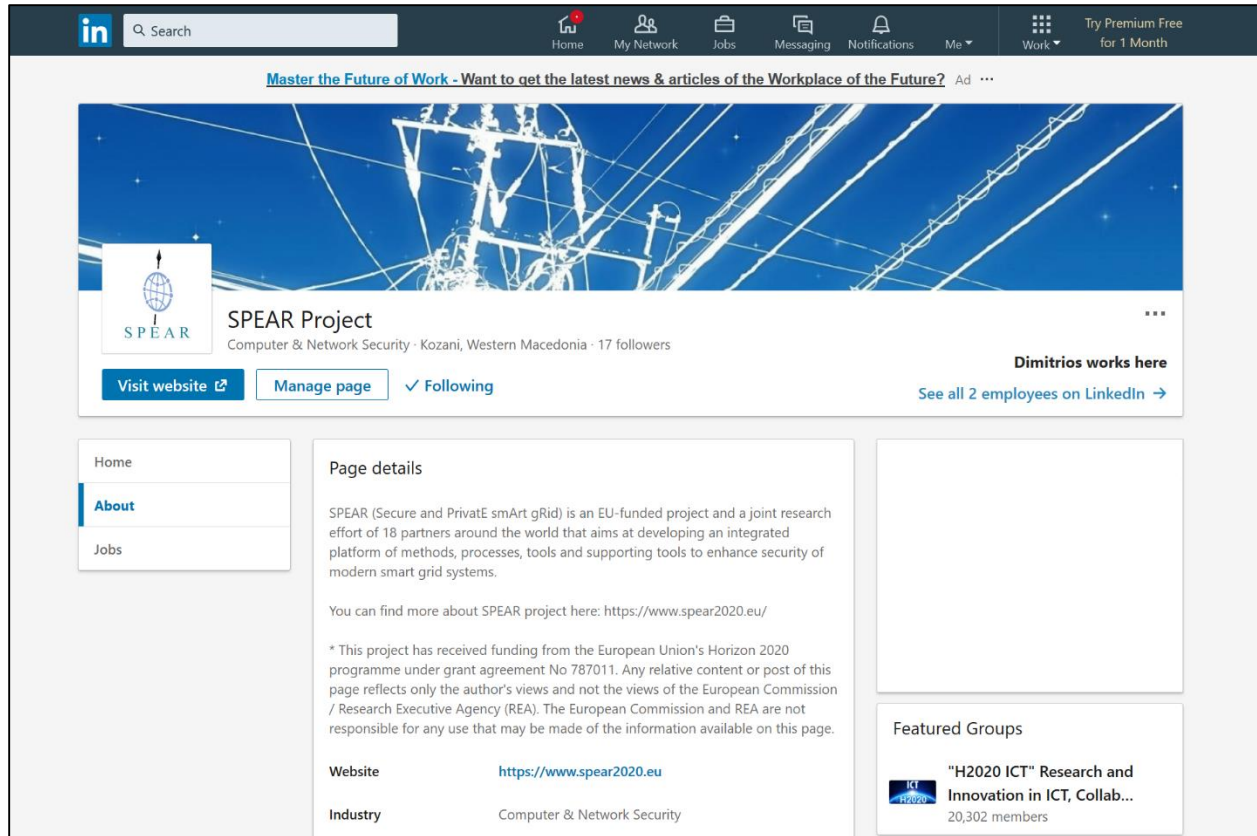 in
Search
Home
My Network
Jobs
Messaging
Notifications
Me
Work
Try Premium Free
for 1 Month
Master the Future of Work - Want to get the latest news & articles of the Workplace of the Future? Ad ...
SPEAR
SPEAR Project
Computer & Network Security · Kozani, Western Macedonia · 17 followers
Visit website
Manage page
✓ Following
Dimitrios works here
See all 2 employees on LinkedIn →
Home
About
Jobs
Page details
SPEAR (Secure and PrivatE smArt gRid) is an EU-funded project and a joint research
effort of 18 partners around the world that aims at developing an integrated
platform of methods, processes, tools and supporting tools to enhance security of
modern smart grid systems.
You can find more about SPEAR project here: https://www.spear2020.eu/
* This project has received funding from the European Union's Horizon 2020
programme under grant agreement No 787011. Any relative content or post of this
page reflects only the author's views and not the views of the European Commission
/ Research Executive Agency (REA). The European Commission and REA are not
responsible for any use that may be made of the information available on this page.
Website https://www.spear2020.eu
Industry Computer & Network Security
Featured Groups
ICT
H2020
"H2020 ICT" Research and
Innovation in ICT, Collab...
20,302 members